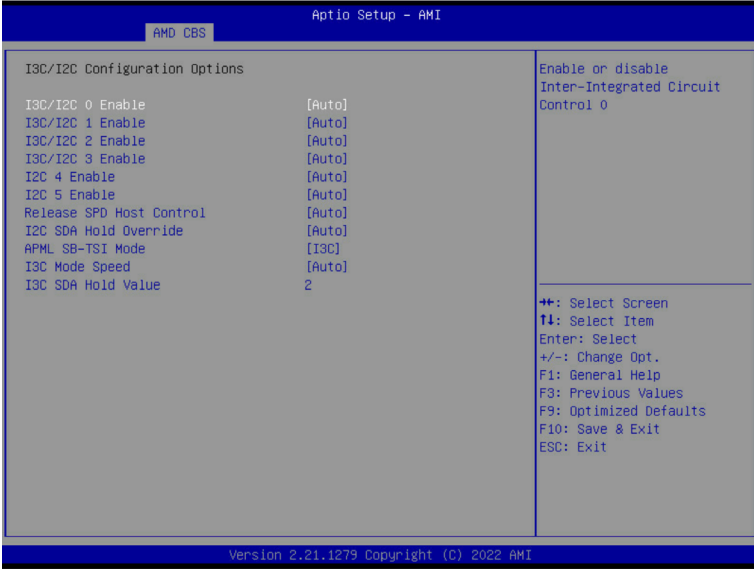 Aptio Setup – AMI
AMD CBS
I3C/I2C Configuration Options
I3C/I2C 0 Enable [Auto]
I3C/I2C 1 Enable [Auto]
I3C/I2C 2 Enable [Auto]
I3C/I2C 3 Enable [Auto]
I2C 4 Enable [Auto]
I2C 5 Enable [Auto]
Release SPD Host Control [Auto]
I2C SDA Hold Override [Auto]
APML SB-TSI Mode [I3C]
I3C Mode Speed [Auto]
I3C SDA Hold Value 2
Enable or disable
Inter-Integrated Circuit
Control 0
→←: Select Screen
↑↓: Select Item
Enter: Select
+/-: Change Opt.
F1: General Help
F3: Previous Values
F9: Optimized Defaults
F10: Save & Exit
ESC: Exit
Version 2.21.1279 Copyright (C) 2022 AMI